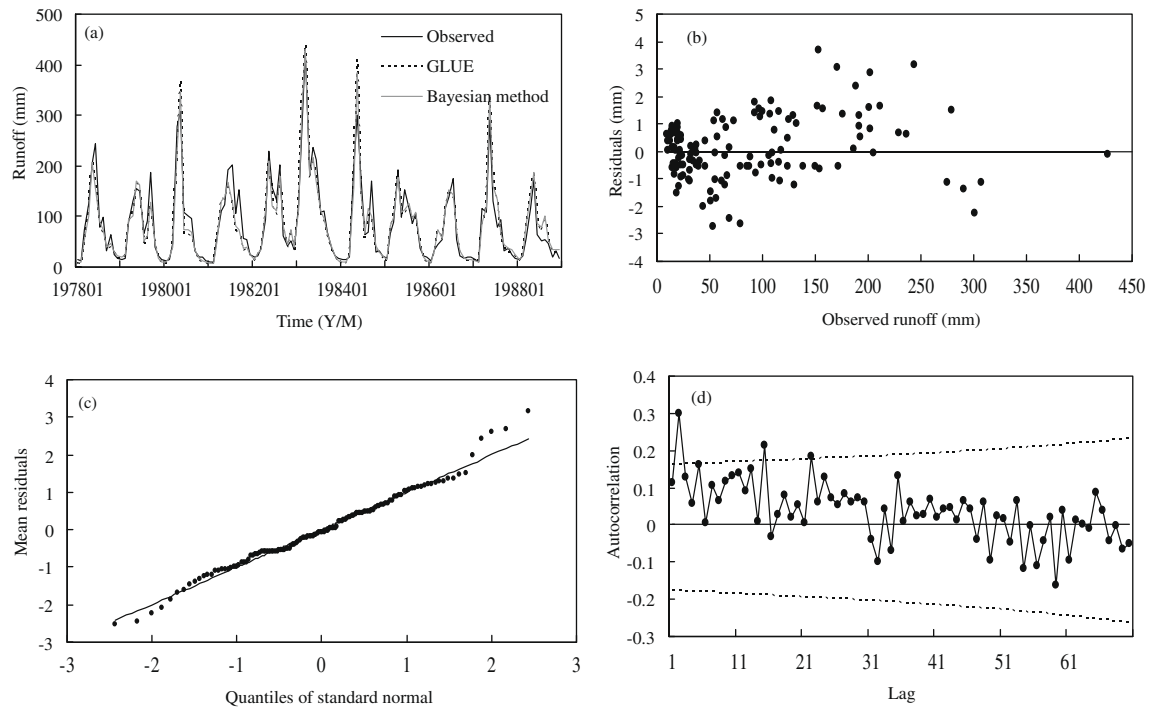 (a)
Observed
GLUE
Bayesian method
500
400
300
200
100
0
Runoff (mm)
197801 198001 198201 198401 198601 198801
Time (Y/M)
(b)
5
4
3
2
1
0
-1
-2
-3
-4
Residuals (mm)
0 50 100 150 200 250 300 350 400 450
Observed runoff (mm)
(c)
4
3
2
1
0
-1
-2
-3
Mean residuals
-3 -2 -1 0 1 2 3
Quantiles of standard normal
(d)
0.4
0.3
0.2
0.1
0
-0.1
-0.2
-0.3
Autocorrelation
1 11 21 31 41 51 61
Lag